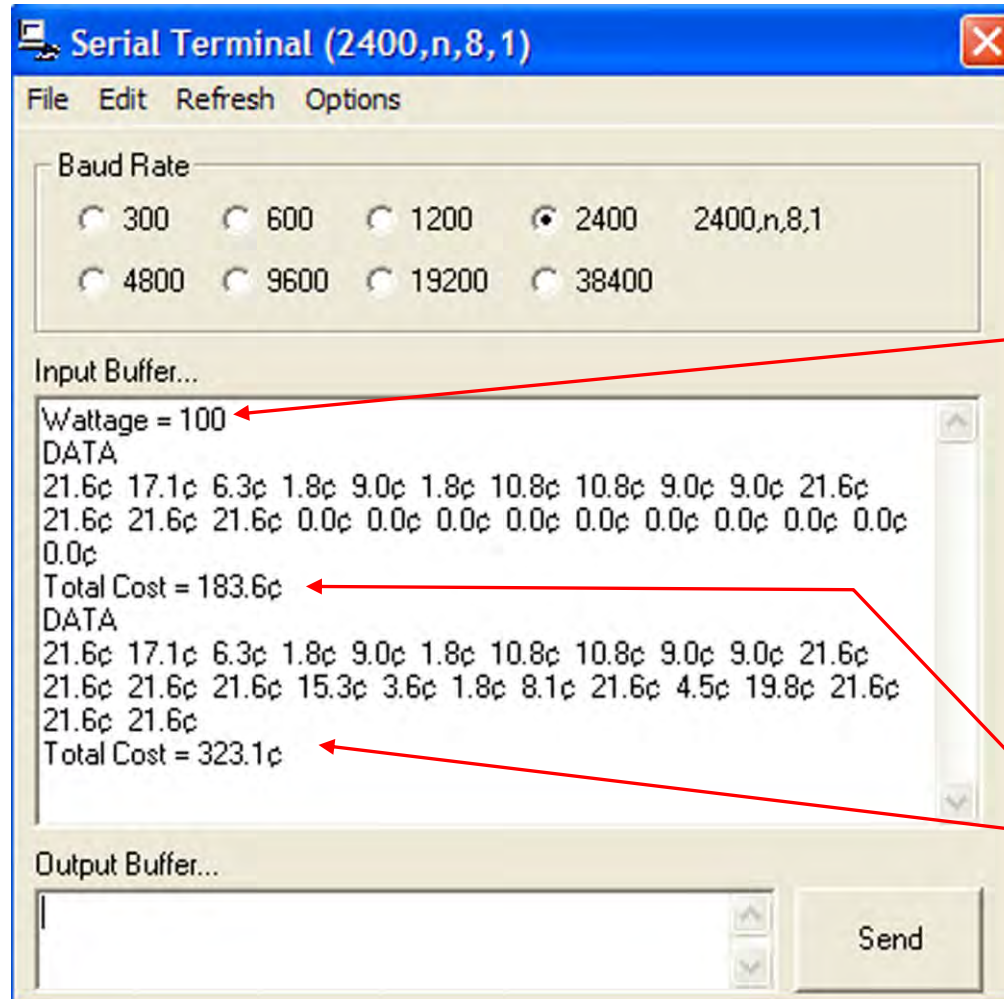 Serial Terminal (2400,n,8,1)
File Edit Refresh Options
Baud Rate
300 600 1200 2400 2400,n,8,1
4800 9600 19200 38400
Input Buffer...
Wattage = 100
DATA
21.6¢ 17.1¢ 6.3¢ 1.8¢ 9.0¢ 1.8¢ 10.8¢ 10.8¢ 9.0¢ 9.0¢ 21.6¢
21.6¢ 21.6¢ 21.6¢ 0.0¢ 0.0¢ 0.0¢ 0.0¢ 0.0¢ 0.0¢ 0.0¢ 0.0¢ 0.0¢
0.0¢
Total Cost = 183.6¢
DATA
21.6¢ 17.1¢ 6.3¢ 1.8¢ 9.0¢ 1.8¢ 10.8¢ 10.8¢ 9.0¢ 9.0¢ 21.6¢
21.6¢ 21.6¢ 21.6¢ 15.3¢ 3.6¢ 1.8¢ 8.1¢ 21.6¢ 4.5¢ 19.8¢ 21.6¢
21.6¢ 21.6¢
Total Cost = 323.1¢
Output Buffer...
Send